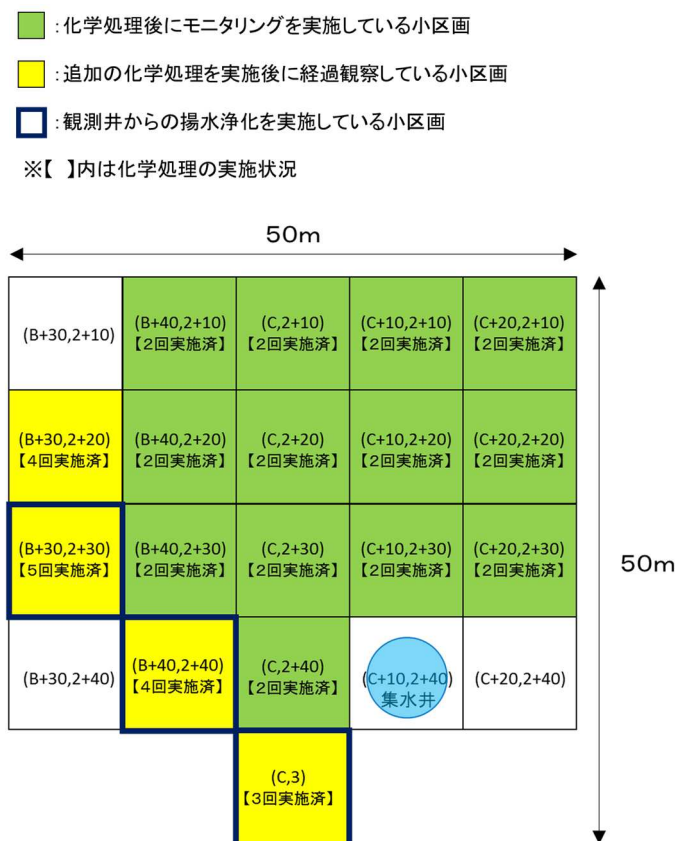 ：化学処理後にモニタリングを実施している小区画
：追加の化学処理を実施後に経過観察している小区画
：観測井からの揚水浄化を実施している小区画
※【 】内は化学処理の実施状況
50m
(B+30,2+10)
(B+40,2+10)
【2回実施済】
(C,2+10)
【2回実施済】
(C+10,2+10)
【2回実施済】
(C+20,2+10)
【2回実施済】
(B+30,2+20)
【4回実施済】
(B+40,2+20)
【2回実施済】
(C,2+20)
【2回実施済】
(C+10,2+20)
【2回実施済】
(C+20,2+20)
【2回実施済】
(B+30,2+30)
【5回実施済】
(B+40,2+30)
【2回実施済】
(C,2+30)
【2回実施済】
(C+10,2+30)
【2回実施済】
(C+20,2+30)
【2回実施済】
50m
(B+30,2+40)
(B+40,2+40)
【4回実施済】
(C,2+40)
【2回実施済】
(C+10,2+40)
集水井
(C+20,2+40)
(C,3)
【3回実施済】